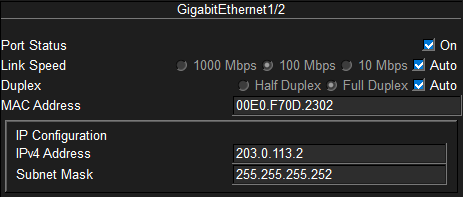 GigabitEthernet1/2
Port Status On
Link Speed 1000 Mbps 100 Mbps 10 Mbps Auto
Duplex Half Duplex Full Duplex Auto
MAC Address 00E0.F70D.2302
IP Configuration
IPv4 Address 203.0.113.2
Subnet Mask 255.255.255.252